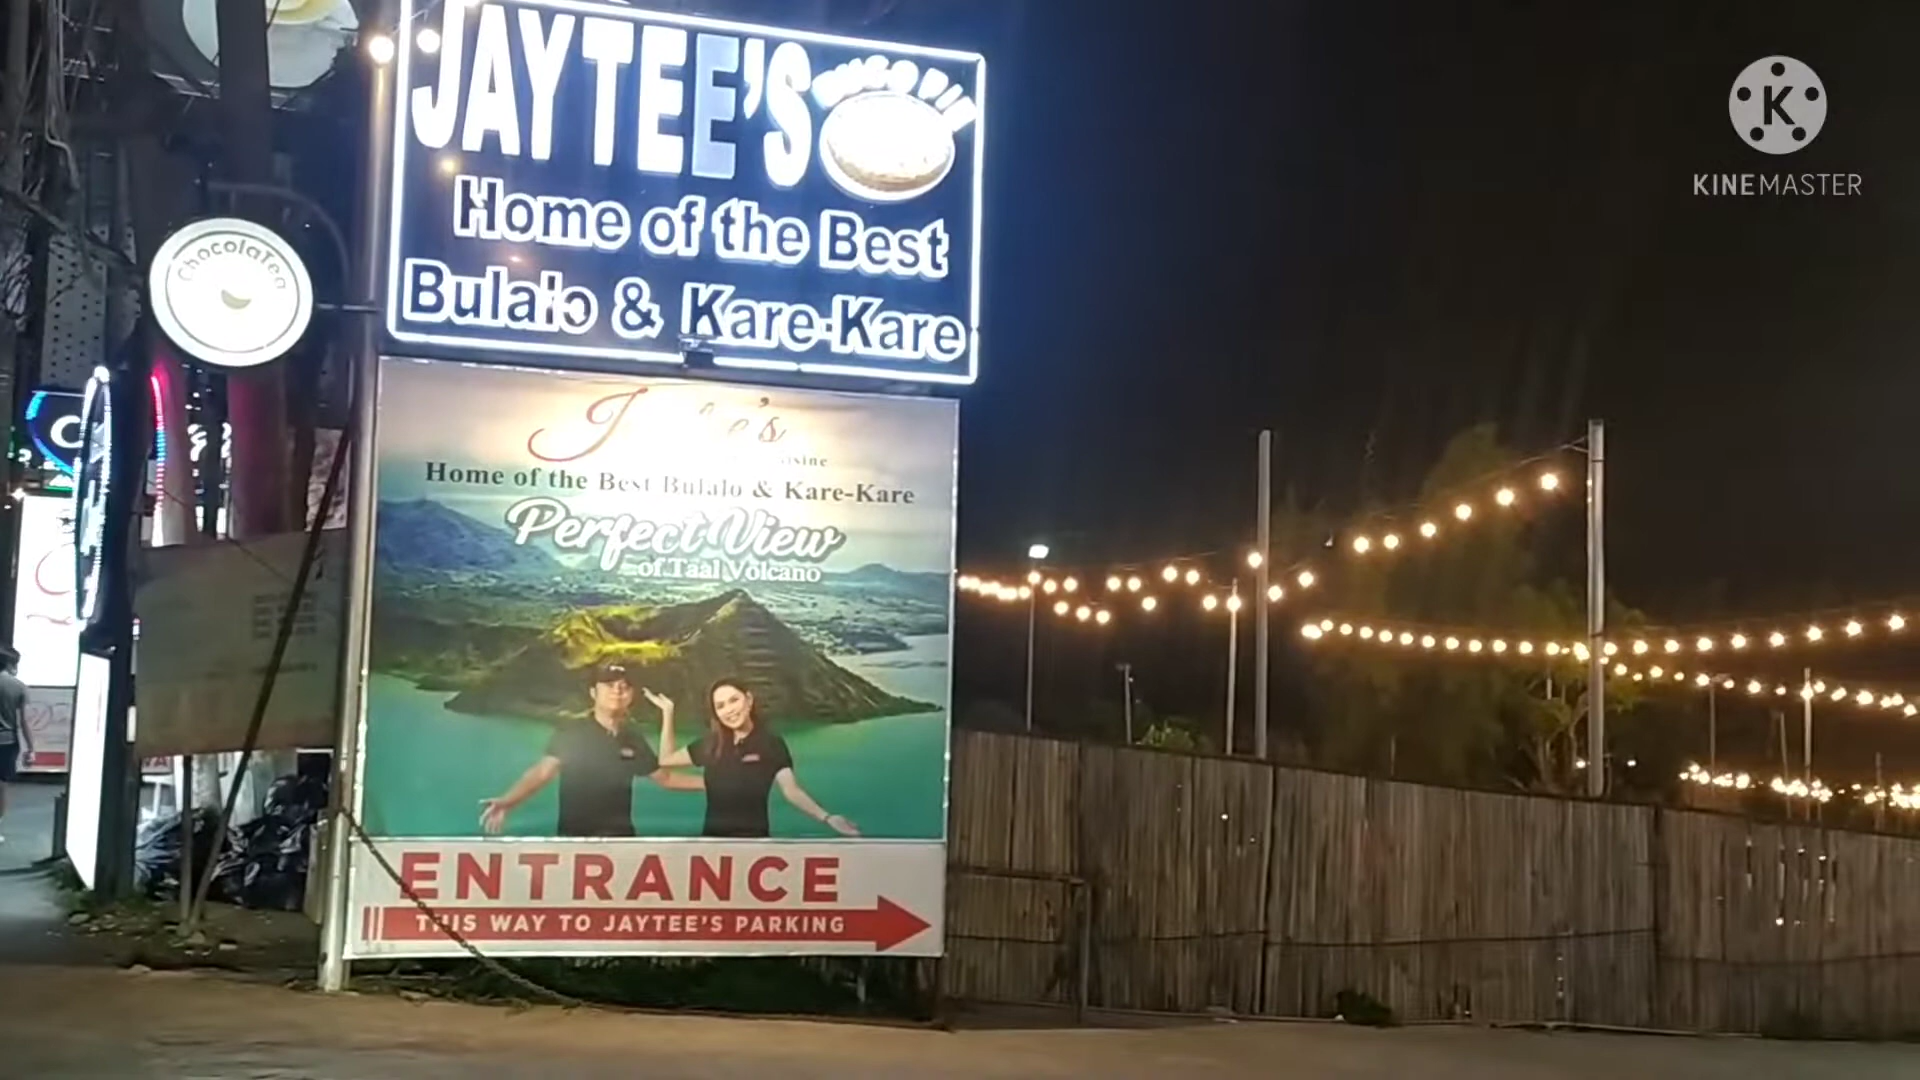 JAYTEE'S
Home of the Best
Bulalo & Kare-Kare
ChocolaTea
Home of the Best Bulalo & Kare-Kare
Perfect View
of Taal Volcano
ENTRANCE
THIS WAY TO JAYTEE'S PARKING
K
KINEMASTER